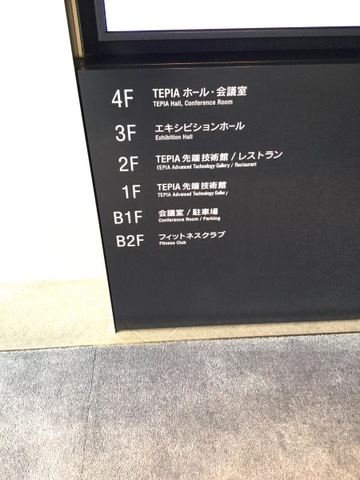 4F TEPIA ホール・会議室
TEPIA Hall, Conference Room
3F エキシビションホール
Exhibition Hall
2F TEPIA 先端技術館 / レストラン
TEPIA Advanced Technology Gallery / Restaurant
1F TEPIA 先端技術館
TEPIA Advanced Technology Gallery
B1F 会議室 / 駐車場
Conference Room / Parking
B2F フィットネスクラブ
Fitness Club